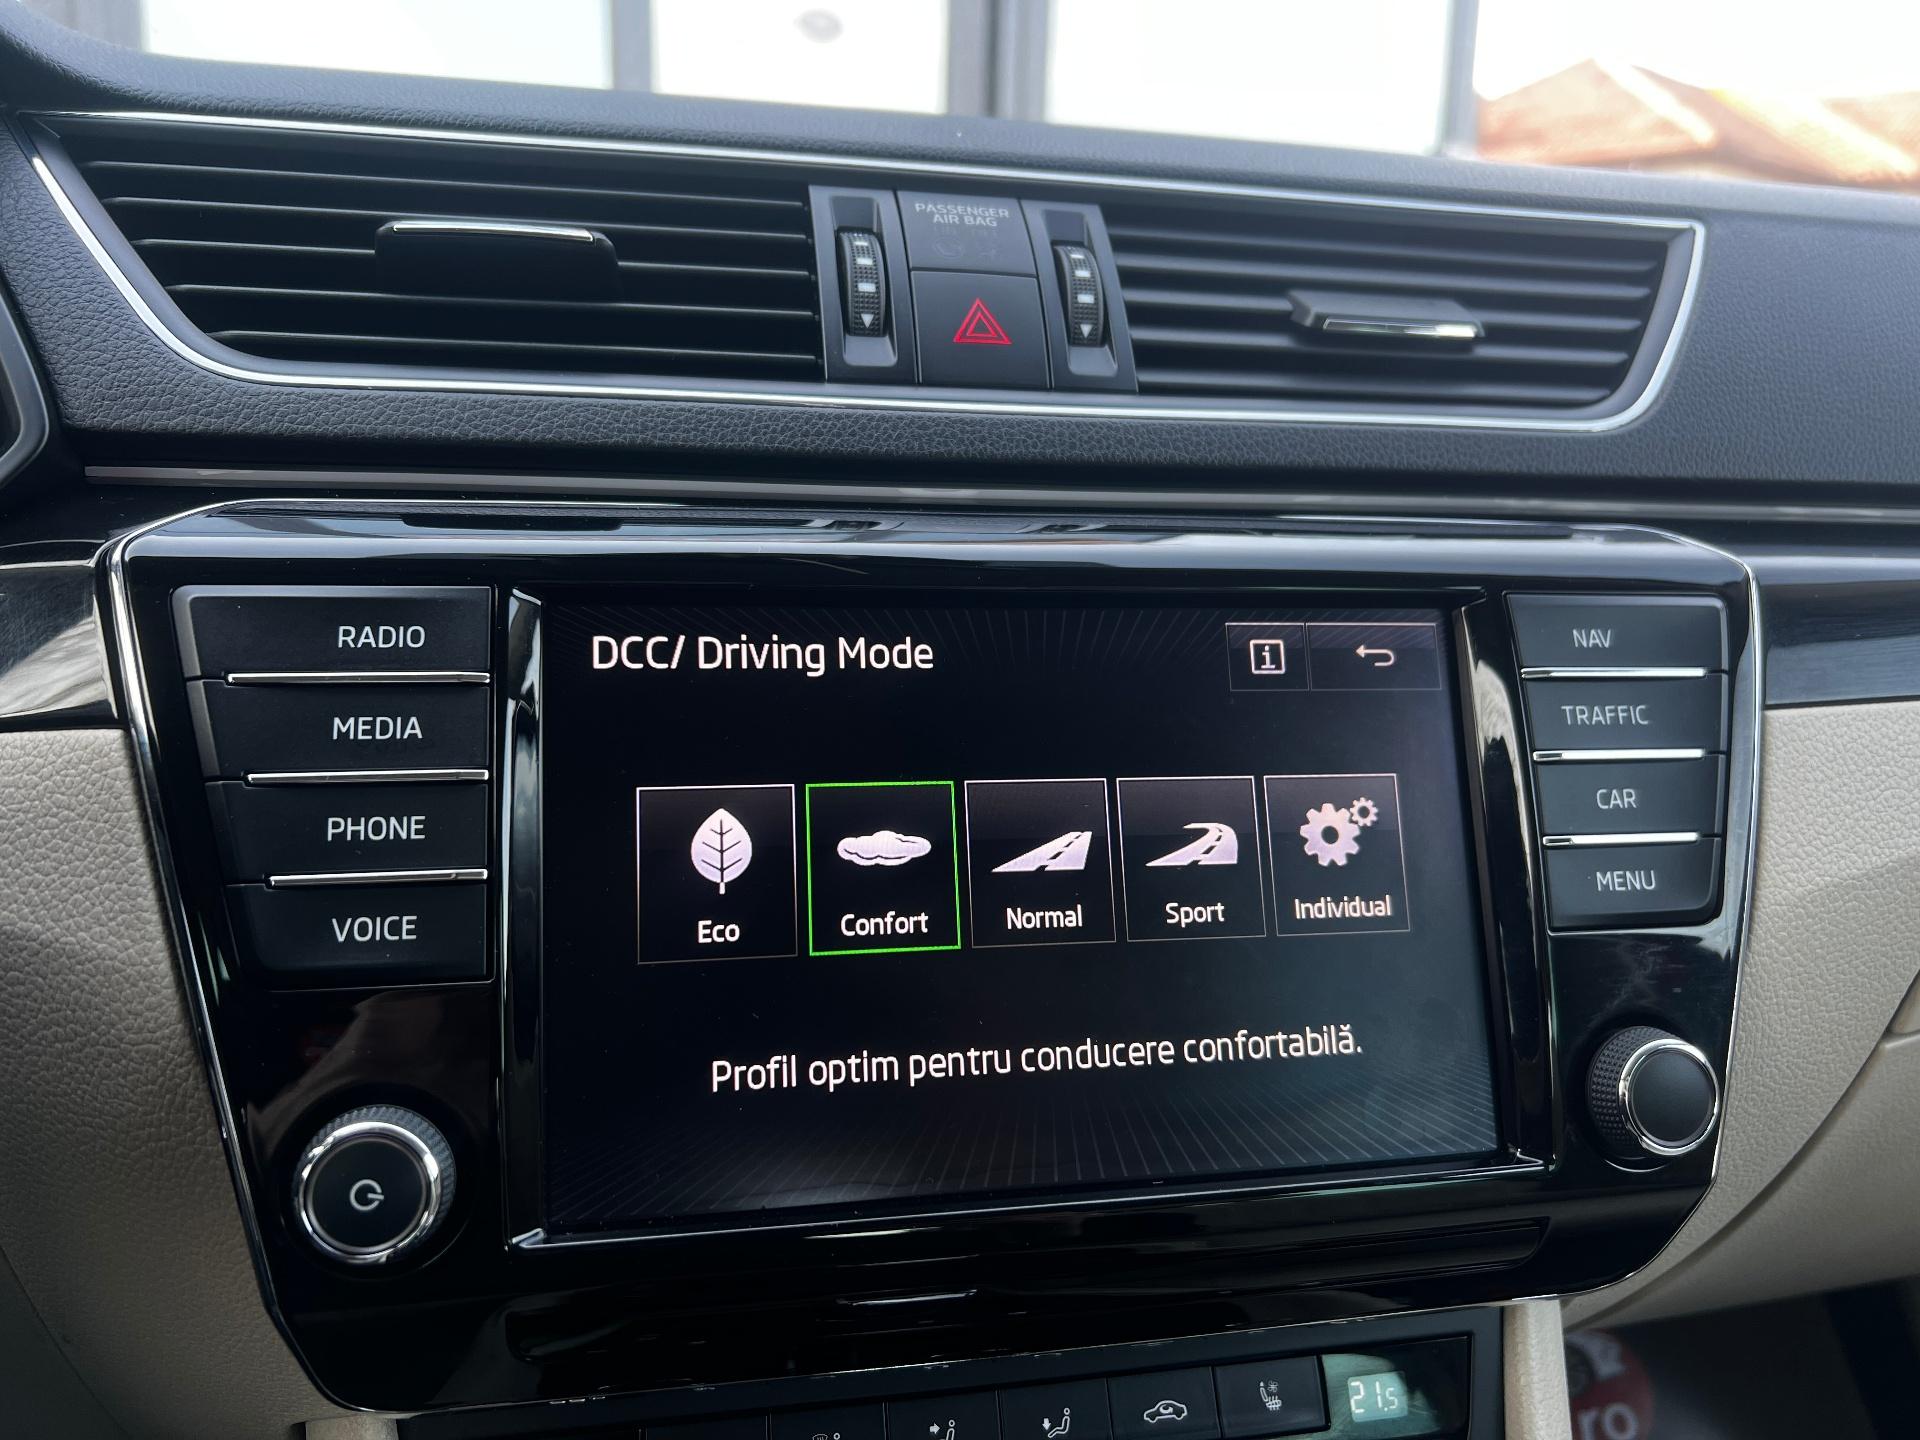 PASSENGER
AIR BAG
RADIO
MEDIA
PHONE
VOICE
DCC/ Driving Mode
i
Eco
Confort
Normal
Sport
Individual
Profil optim pentru conducere confortabilă.
NAV
TRAFFIC
CAR
MENU
21.5
ro